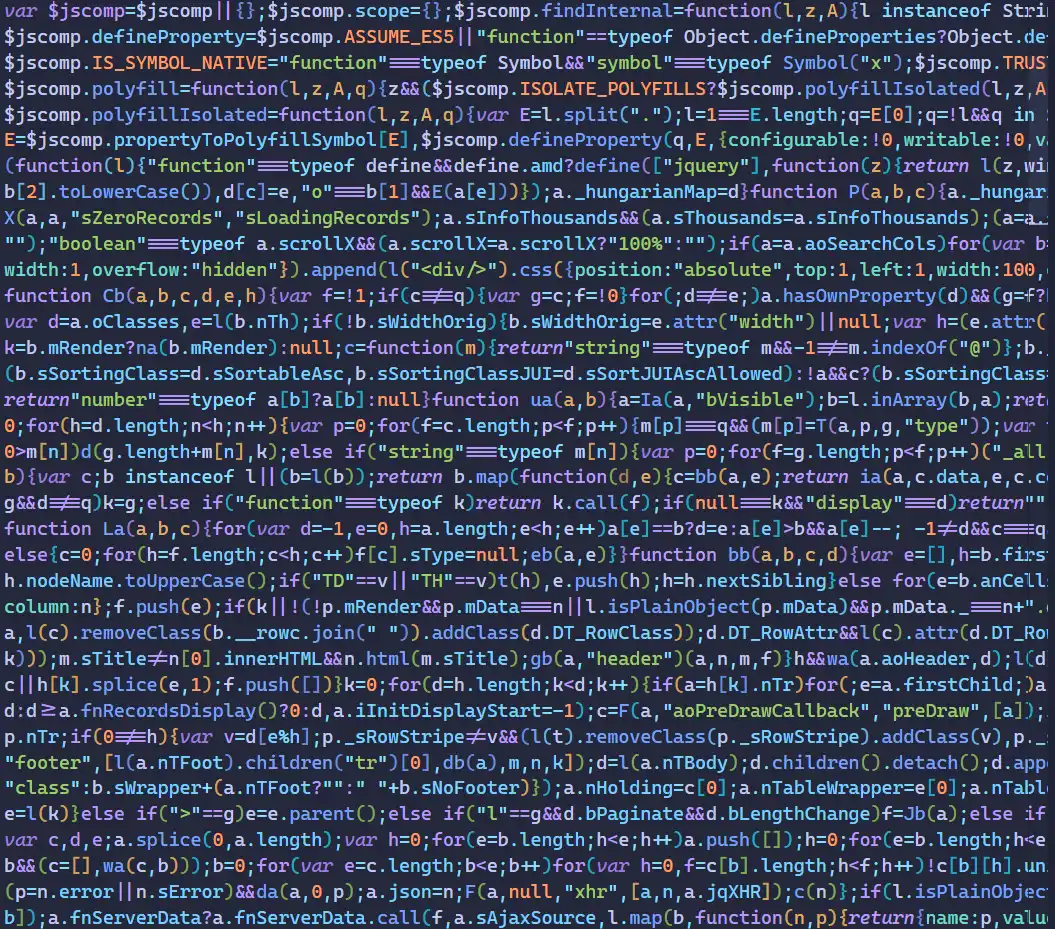 var $jscomp=$jscomp||{};$jscomp.scope={};$jscomp.findInternal=function(l,z,A){l instanceof Stri
$jscomp.defineProperty=$jscomp.ASSUME_ES5||"function"==typeof Object.defineProperties?Object.de
$jscomp.IS_SYMBOL_NATIVE="function"===typeof Symbol&&"symbol"===typeof Symbol("x");$jscomp.TRUS
$jscomp.polyfill=function(l,z,A,q){z&&($jscomp.ISOLATE_POLYFILLS?$jscomp.polyfillIsolated(l,z,A
$jscomp.polyfillIsolated=function(l,z,A,q){var E=l.split(".");l=1===E.length;q=E[0];q=!l&&q in
E=$jscomp.propertyToPolyfillSymbol[E],$jscomp.defineProperty(q,E,{configurable:!0,writable:!0,va
(function(l){"function"===typeof define&&define.amd?define(["jquery"],function(z){return l(z,win
b[2].toLowerCase()),d[c]=e,"o"===b[1]&&E(a[e]))});a._hungarianMap=d}function P(a,b,c){a._hungar
X(a,a,"sZeroRecords","sLoadingRecords");a.sInfoThousands&&(a.sThousands=a.sInfoThousands);(a=a.
"");"boolean"===typeof a.scrollX&&(a.scrollX=a.scrollX?"100%":"");if(a=a.aoSearchCols)for(var b=
width:1,overflow:"hidden"}).append(l("<div/>").css({position:"absolute",top:1,left:1,width:100,
function Cb(a,b,c,d,e,h){var f=!1;if(c!==q){var g=c;f=!0}for(;d!==e;)a.hasOwnProperty(d)&&(g=f?b
var d=a.oClasses,e=l(b.nTh);if(!b.sWidthOrig){b.sWidthOrig=e.attr("width")||null;var h=(e.attr(
k=b.mRender?na(b.mRender):null;c=function(m){return"string"===typeof m&&-1!==m.indexOf("@")};b.
(b.sSortingClass=d.sSortableAsc,b.sSortingClassJUI=d.sSortJUIAscAllowed):!a&&c?(b.sSortingClass=
return"number"===typeof a[b]?a[b]:null}function ua(a,b){a=Ia(a,"bVisible");b=l.inArray(b,a);retu
0;for(h=d.length;n<h;n++){var p=0;for(f=c.length;p<f;p++){m[p]===q&&(m[p]=T(a,p,g,"type"));var
0>m[n])d(g.length+m[n],k);else if("string"===typeof m[n]){var p=0;for(f=g.length;p<f;p++)("_all
b){var c;b instanceof l||(b=l(b));return b.map(function(d,e){c=bb(a,e);return ia(a,c.data,e,c.co
g&&d!==q)k=g;else if("function"===typeof k)return k.call(f);if(null===k&&"display"===d)return""
function La(a,b,c){for(var d=-1,e=0,h=a.length;e<h;e++)a[e]==b?d=e:a[e]>b&&a[e]--; -1!=d&&c===q
else{c=0;for(h=f.length;c<h;c++)f[c].sType=null;eb(a,e)}}function bb(a,b,c,d){var e=[],h=b.firs
h.nodeName.toUpperCase();if("TD"==v||"TH"==v)t(h),e.push(h);h=h.nextSibling}else for(e=b.anCell
column:n};f.push(e);if(k||!(!p.mRender&&p.mData===n||l.isPlainObject(p.mData)&&p.mData._===n+".
a,l(c).removeClass(b.__rowc.join(" ")).addClass(d.DT_RowClass));d.DT_RowAttr&&l(c).attr(d.DT_Ro
k)));m.sTitle!=n[0].innerHTML&&n.html(m.sTitle);gb(a,"header")(a,n,m,f)}h&&wa(a.aoHeader,d);l(d
c||h[k].splice(e,1);f.push([])}k=0;for(d=h.length;k<d;k++){if(a=h[k].nTr)for(;e=a.firstChild;)a
d:d>=a.fnRecordsDisplay()?0:d,a.iInitDisplayStart=-1);c=F(a,"aoPreDrawCallback","preDraw",[a]);
p.nTr;if(0!==h){var v=d[e%h];p._sRowStripe!=v&&(l(t).removeClass(p._sRowStripe).addClass(v),p._
"footer",[l(a.nTFoot).children("tr")[0],db(a),m,n,k]);d=l(a.nTBody);d.children().detach();d.appe
"class":b.sWrapper+(a.nTFoot?"":" "+b.sNoFooter)});a.nHolding=c[0];a.nTableWrapper=e[0];a.nTabl
e=l(k)}else if(">"==g)e=e.parent();else if("l"==g&&d.bPaginate&&d.bLengthChange)f=Jb(a);else if
var c,d,e;a.splice(0,a.length);var h=0;for(e=b.length;h<e;h++)a.push([]);h=0;for(e=b.length;h<e
b&&(c=[],wa(c,b)));b=0;for(var e=c.length;b<e;b++)for(var h=0,f=c[b].length;h<f;h++)!c[b][h].un
(p=n.error||n.sError)&&da(a,0,p);a.json=n;F(a,null,"xhr",[a,n,a.jqXHR]);c(n)};if(l.isPlainObjec
b]);a.fnServerData?a.fnServerData.call(f,a.sAjaxSource,l.map(b,function(n,p){return{name:p,valu